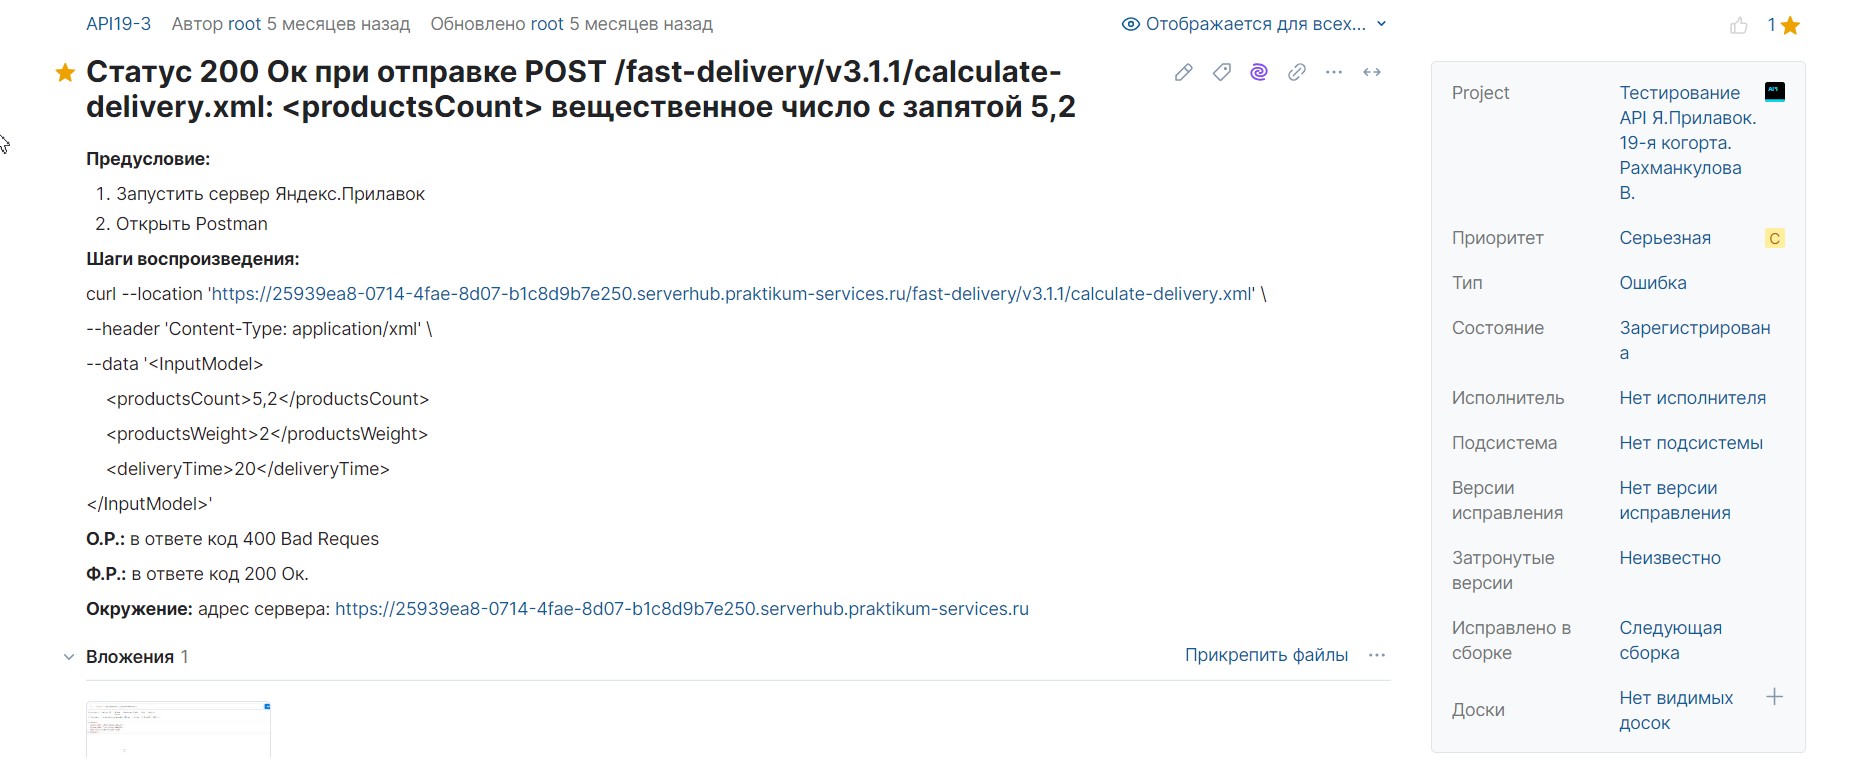 API19-3 Автор root 5 месяцев назад Обновлено root 5 месяцев назад Отображается для всех... 1
Статус 200 Ок при отправке POST /fast-delivery/v3.1.1/calculate-
delivery.xml: <productsCount> вещественное число с запятой 5,2
Предусловие:
1. Запустить сервер Яндекс.Прилавок
2. Открыть Postman
Шаги воспроизведения:
curl --location 'https://25939ea8-0714-4fae-8d07-b1c8d9b7e250.serverhub.praktikum-services.ru/fast-delivery/v3.1.1/calculate-delivery.xml' \
--header 'Content-Type: application/xml' \
--data '<InputModel>
<productsCount>5,2</productsCount>
<productsWeight>2</productsWeight>
<deliveryTime>20</deliveryTime>
</InputModel>'
О.Р.: в ответе код 400 Bad Reques
Ф.Р.: в ответе код 200 Ок.
Окружение: адрес сервера: https://25939ea8-0714-4fae-8d07-b1c8d9b7e250.serverhub.praktikum-services.ru
Вложения 1 Прикрепить файлы
Project Тестирование
API Я.Прилавок.
19-я когорта.
Рахманкулова
В.
Приоритет Серьезная С
Тип Ошибка
Состояние Зарегистрирован
а
Исполнитель Нет исполнителя
Подсистема Нет подсистемы
Версии Нет версии
исправления исправления
Затронутые Неизвестно
версии
Исправлено в Следующая
сборке сборка
Доски Нет видимых
досок